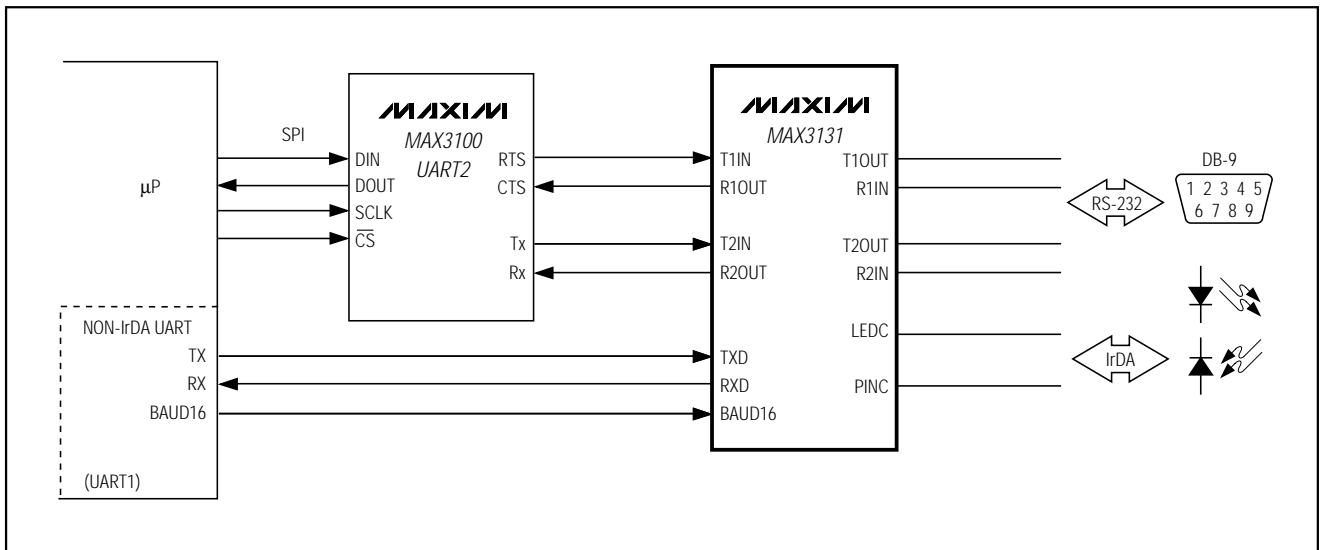 μP
SPI
NON-IrDA UART
TX
RX
BAUD16
(UART1)
MAXIM
MAX3100
UART2
DIN
DOUT
SCLK
CS
RTS
CTS
Tx
Rx
MAXIM
MAX3131
T1IN
R1OUT
T2IN
R2OUT
TXD
RXD
BAUD16
T1OUT
R1IN
T2OUT
R2IN
LEDC
PINC
RS-232
IrDA
DB-9
1 2 3 4 5
6 7 8 9